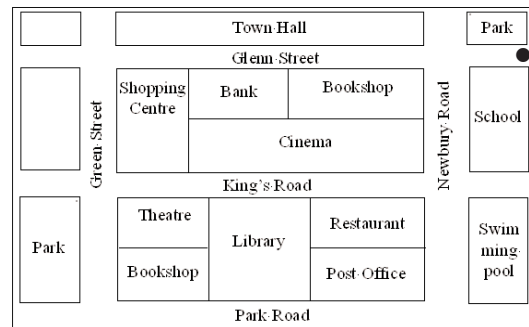 Town Hall
Park
Glenn Street
Shopping
Centre
Bank
Bookshop
Cinema
School
Green Street
Newbury Road
King's Road
Park
Theatre
Bookshop
Library
Restaurant
Post Office
Swim
ming
pool
Park Road